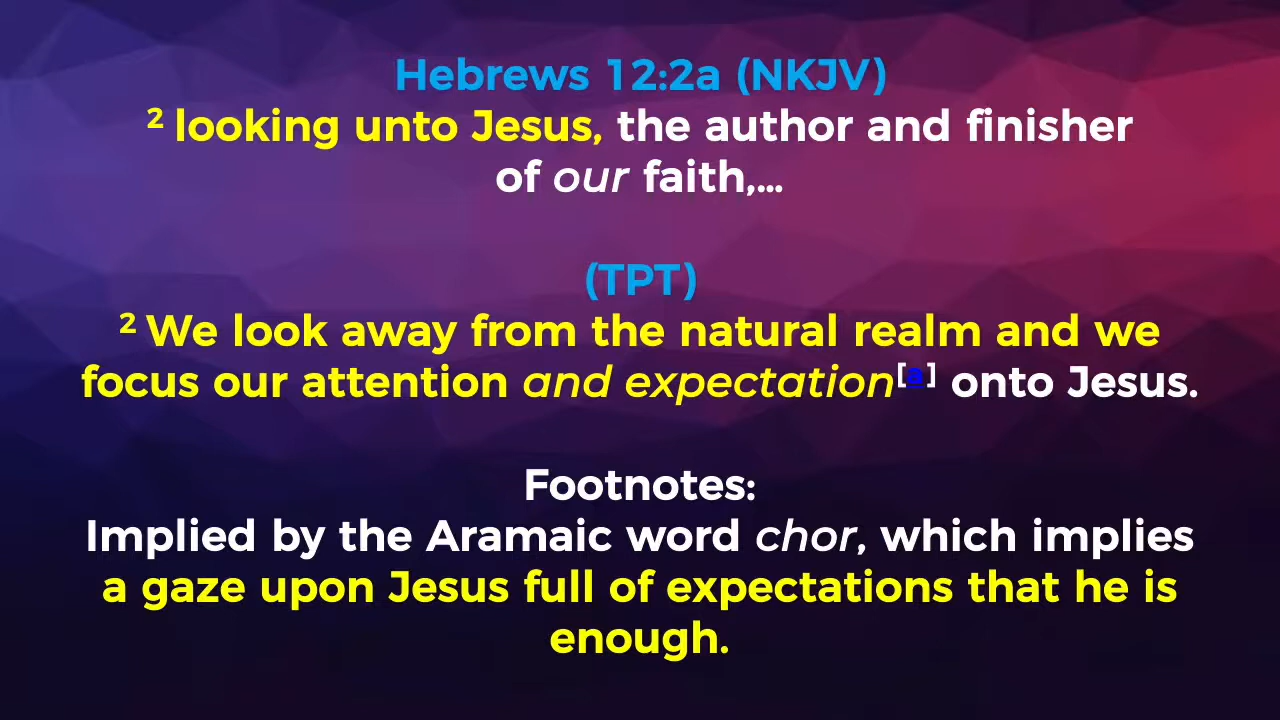 Hebrews 12:2a (NKJV)
² looking unto Jesus, the author and finisher
of our faith,...
(TPT)
² We look away from the natural realm and we
focus our attention and expectation[a] onto Jesus.
Footnotes:
Implied by the Aramaic word chor, which implies
a gaze upon Jesus full of expectations that he is
enough.